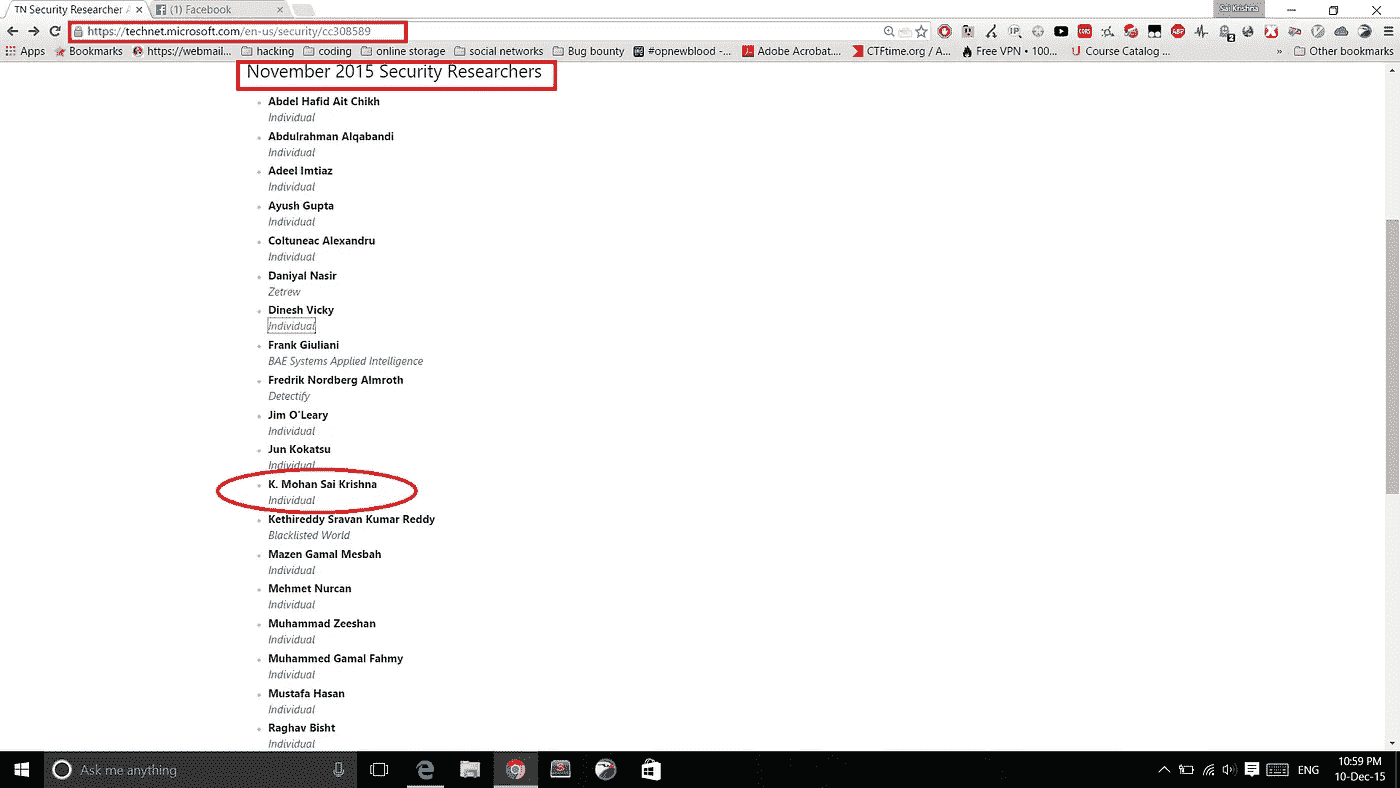 TN Security Researcher A
(1) Facebook
Sai Krishna
https://technet.microsoft.com/en-us/security/cc308589
Apps Bookmarks https://webmail... hacking coding online storage social networks Bug bounty #opnewblood -... Adobe Acrobat... CTFtime.org / A... Free VPN • 100... Course Catalog ... » Other bookmarks
November 2015 Security Researchers
Abdel Hafid Ait Chikh
Individual
Abdulrahman Alqabandi
Individual
Adeel Imtiaz
Individual
Ayush Gupta
Individual
Coltuneac Alexandru
Individual
Daniyal Nasir
Zetrew
Dinesh Vicky
Individual
Frank Giuliani
BAE Systems Applied Intelligence
Fredrik Nordberg Almroth
Detectify
Jim O'Leary
Individual
Jun Kokatsu
Individual
K. Mohan Sai Krishna
Individual
Kethireddy Sravan Kumar Reddy
Blacklisted World
Mazen Gamal Mesbah
Individual
Mehmet Nurcan
Individual
Muhammad Zeeshan
Individual
Muhammed Gamal Fahmy
Individual
Mustafa Hasan
Individual
Raghav Bisht
Individual
Ask me anything
ENG
10:59 PM
10-Dec-15